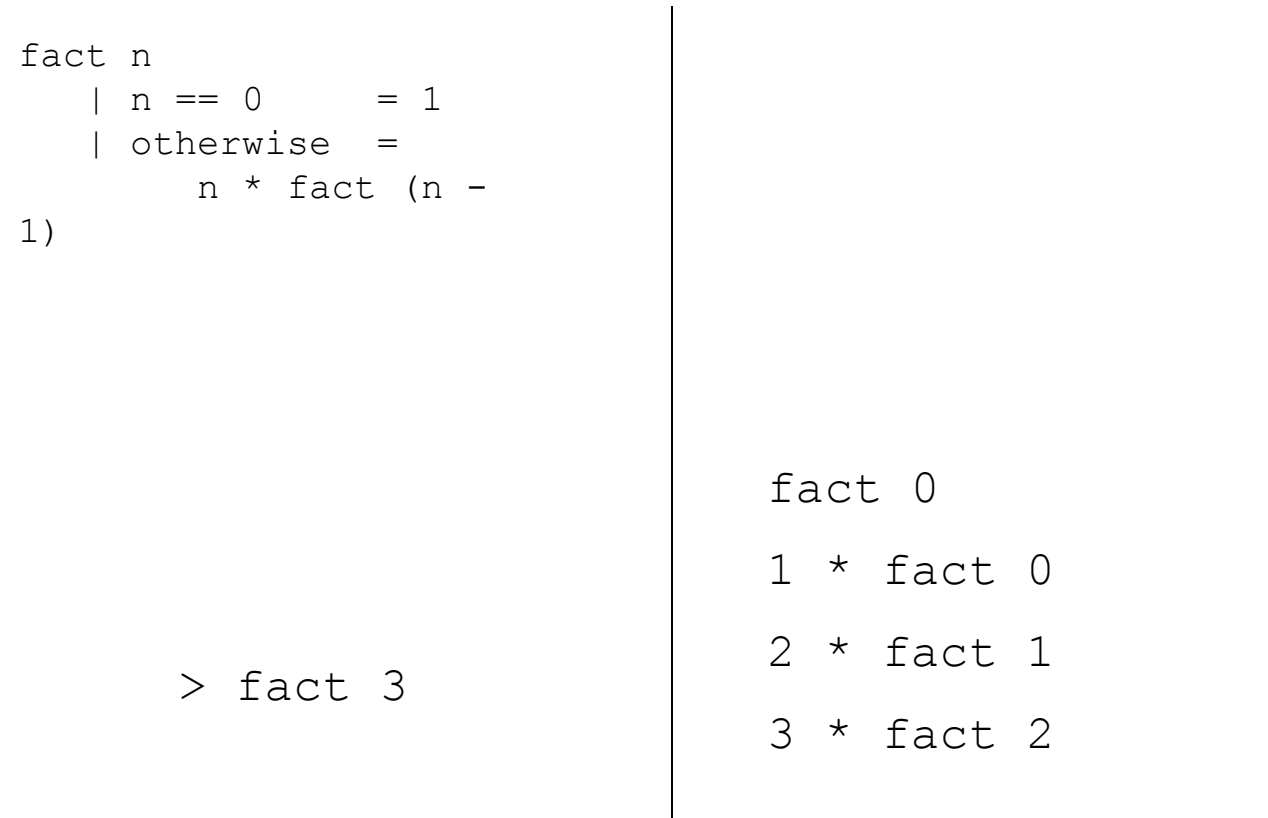 fact n
   | n == 0     = 1
   | otherwise  =
        n * fact (n -
1)
> fact 3
fact 0
1 * fact 0
2 * fact 1
3 * fact 2